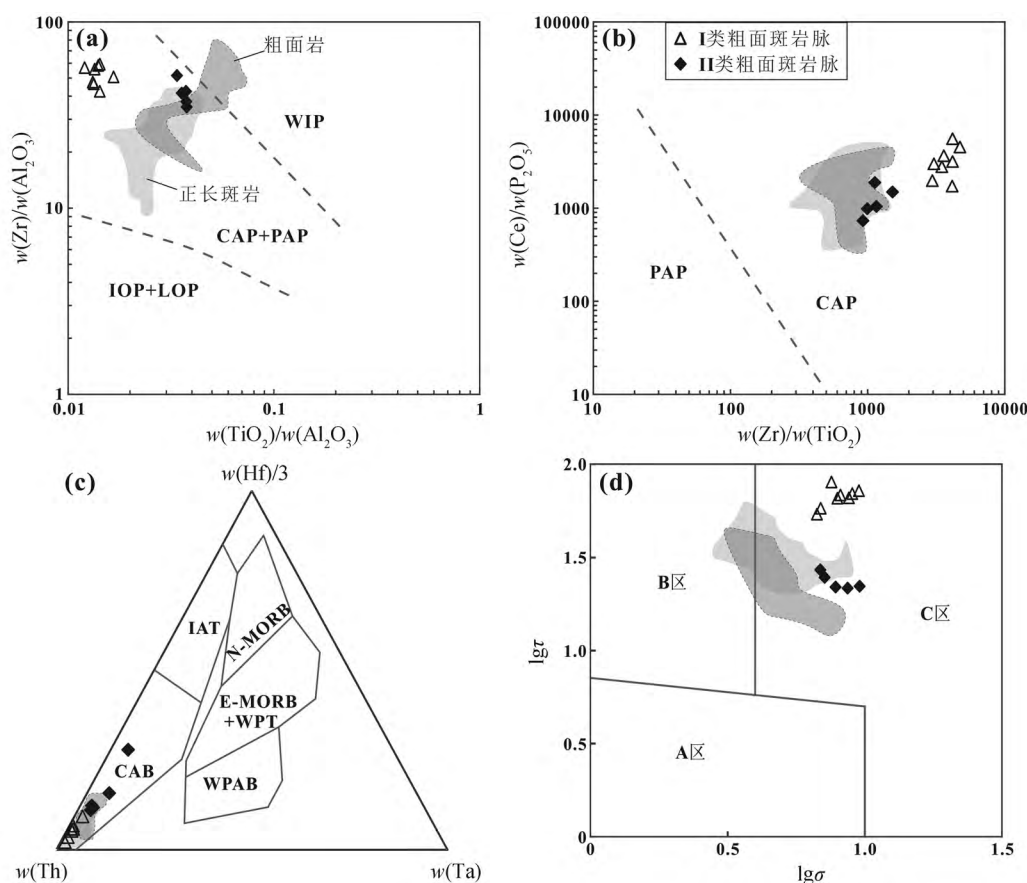 (a)
100
粗面岩
WIP
正长斑岩
10
CAP+PAP
IOP+LOP
1
0.01
0.1
1
w(Zr)/w(Al₂O₃)
w(TiO₂)/w(Al₂O₃)
(b)
I类粗面斑岩脉
II类粗面斑岩脉
100000
10000
1000
100
10
PAP
CAP
10
100
1000
10000
w(Ce)/w(P₂O₅)
w(Zr)/w(TiO₂)
(c)
w(Hf)/3
IAT
N-MORB
E-MORB
+WPT
CAB
WPAB
w(Th)
w(Ta)
(d)
2.0
1.5
B区
C区
1.0
0.5
A区
0
0
0.5
1.0
1.5
lgτ
lgσ